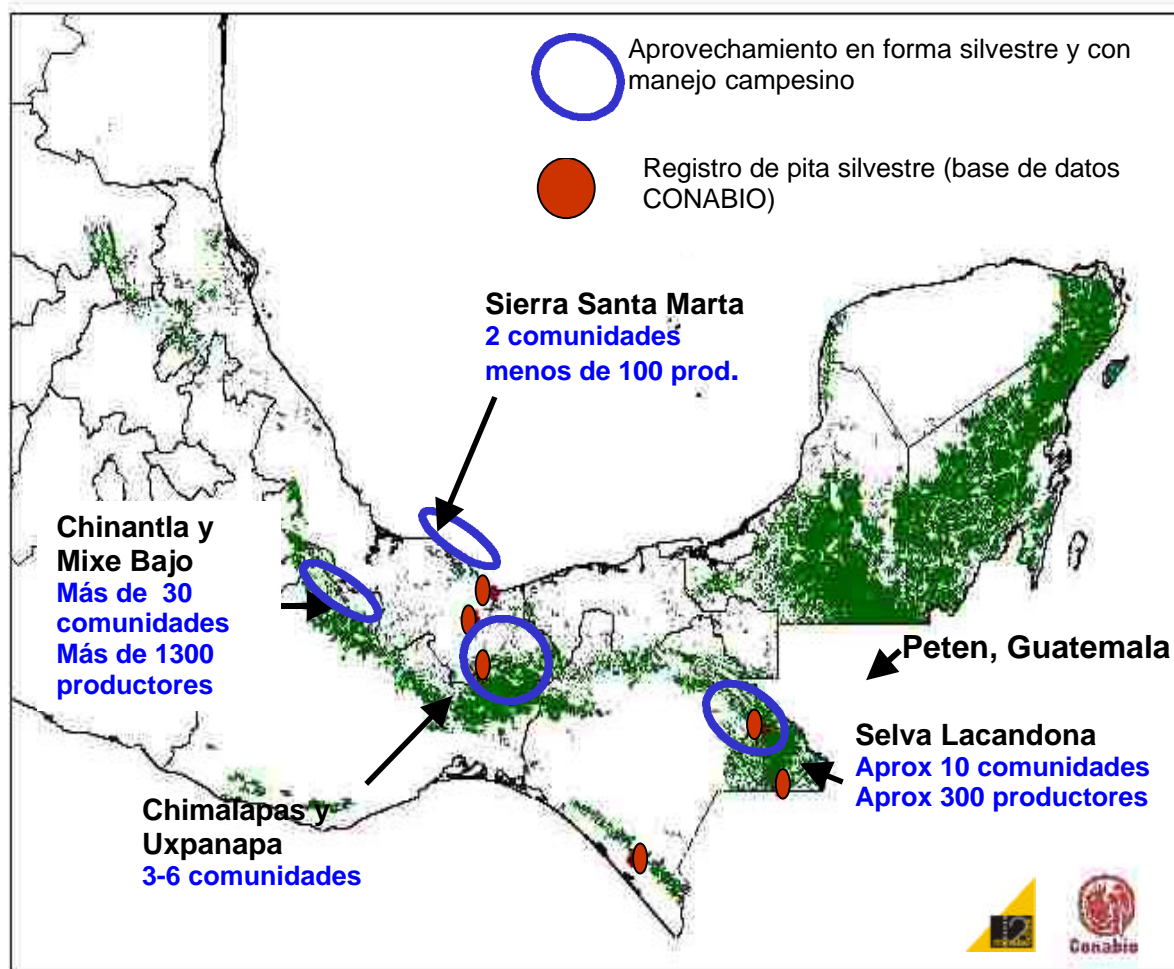 Aprovechamiento en forma silvestre y con
manejo campesino
Registro de pita silvestre (base de datos
CONABIO)
Sierra Santa Marta
2 comunidades
menos de 100 prod.
Chinantla y
Mixe Bajo
Más de 30
comunidades
Más de 1300
productores
Peten, Guatemala
Selva Lacandona
Aprox 10 comunidades
Aprox 300 productores
Chimalapas y
Uxpanapa
3-6 comunidades
Conabio